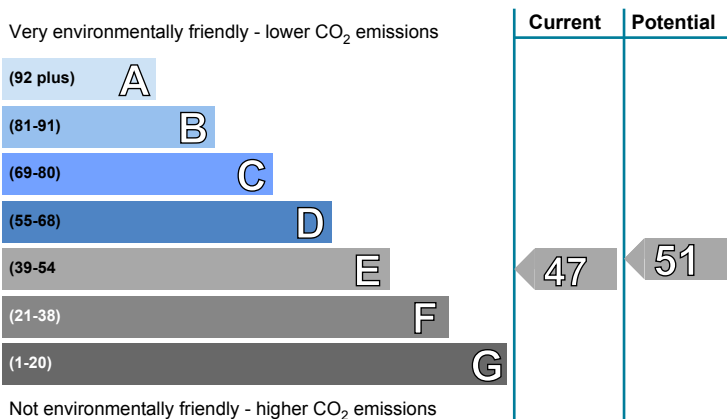 Very environmentally friendly - lower CO₂ emissions
Current
Potential
(92 plus) A
(81-91) B
(69-80) C
(55-68) D
(39-54 E
47
51
(21-38) F
(1-20) G
Not environmentally friendly - higher CO₂ emissions